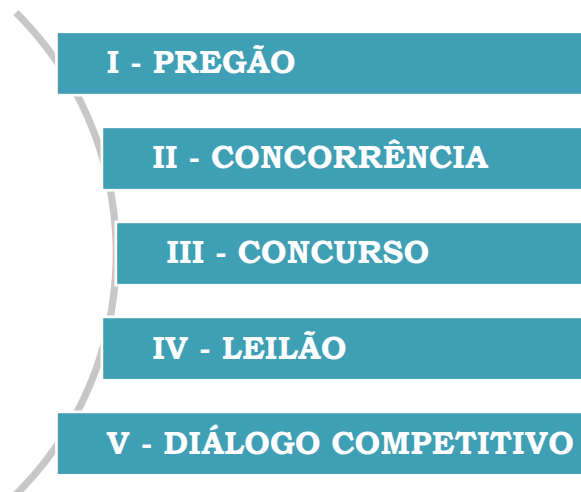 I - PREGÃO
II - CONCORRÊNCIA
III - CONCURSO
IV - LEILÃO
V - DIÁLOGO COMPETITIVO